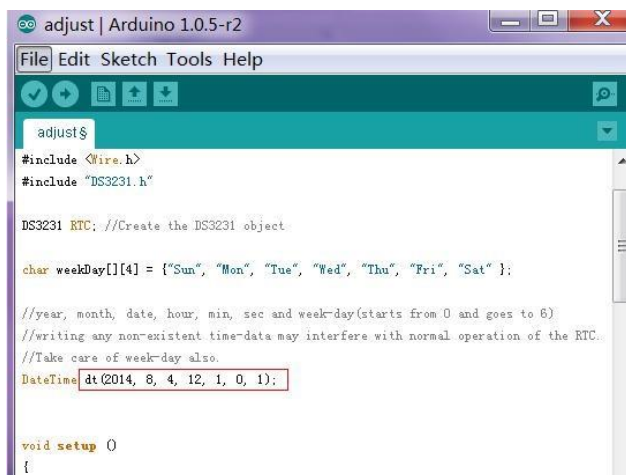 adjust | Arduino 1.0.5-r2
File Edit Sketch Tools Help
adjust§
#include <Wire.h>
#include "DS3231.h"
DS3231 RTC; //Create the DS3231 object
char weekDay[][4] = {"Sun", "Mon", "Tue", "Wed", "Thu", "Fri", "Sat" };
//year, month, date, hour, min, sec and week-day(starts from 0 and goes to 6)
//writing any non-existent time-data may interfere with normal operation of the RTC.
//Take care of week-day also.
DateTime dt(2014, 8, 4, 12, 1, 0, 1);
void setup ()
{